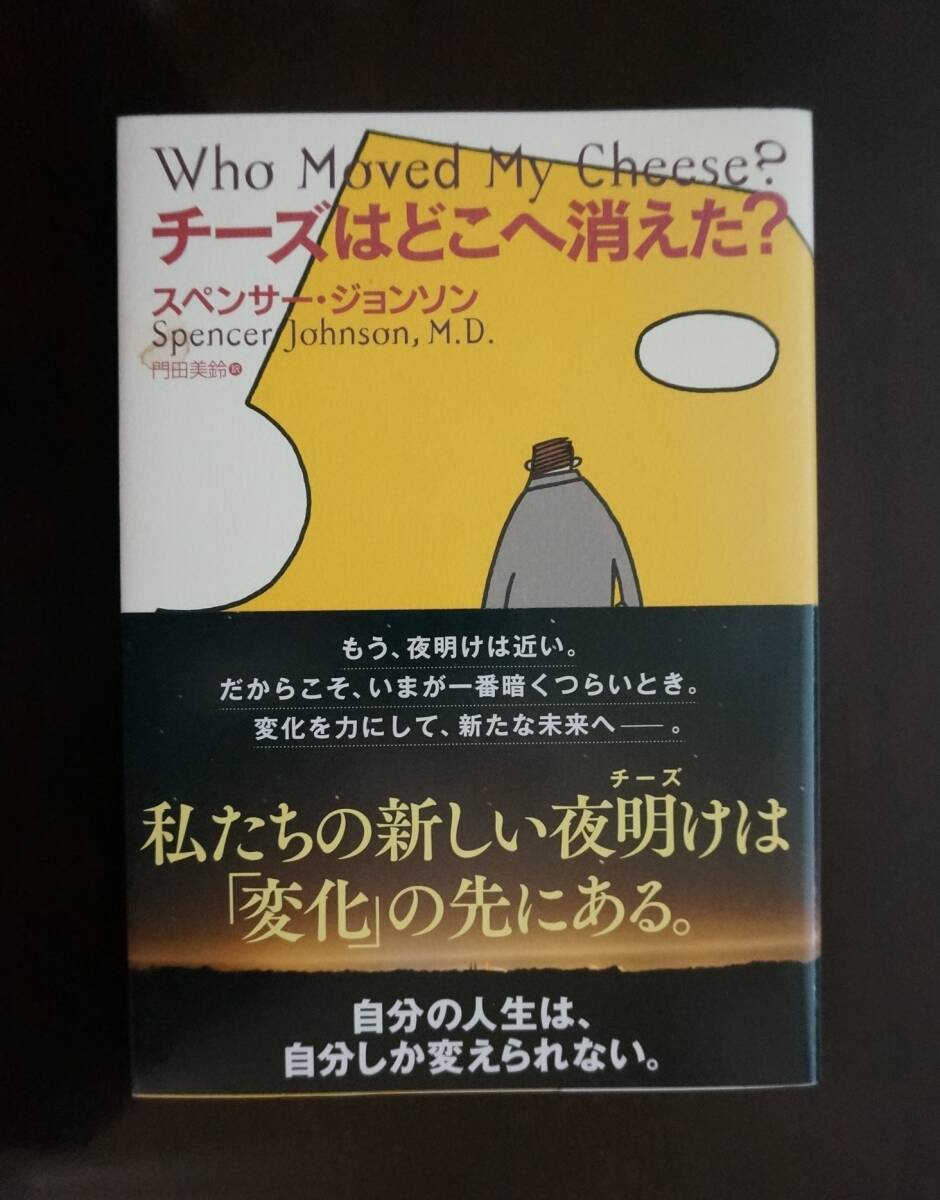 Who Moved My Cheese?
チーズはどこへ消えた?
スペンサー・ジョンソン
Spencer Johnson, M.D.
門田美鈴 訳
もう、夜明けは近い。
だからこそ、いまが一番暗くつらいとき。
変化を力にして、新たな未来へ――。
チーズ
私たちの新しい夜明けは
「変化」の先にある。
自分の人生は、
自分しか変えられない。